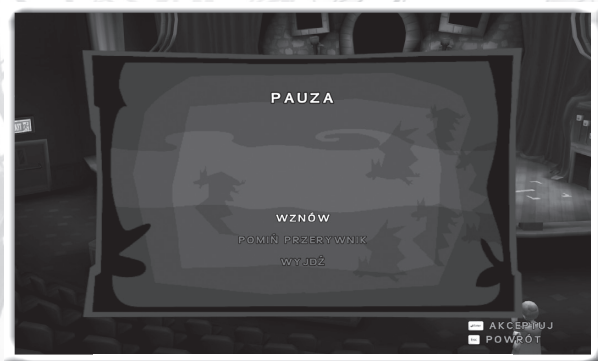 PAUZA
WZNÓW
POMIŃ PRZERYWNIK
WYJDŹ
AKCEPTUJ
POWRÓT